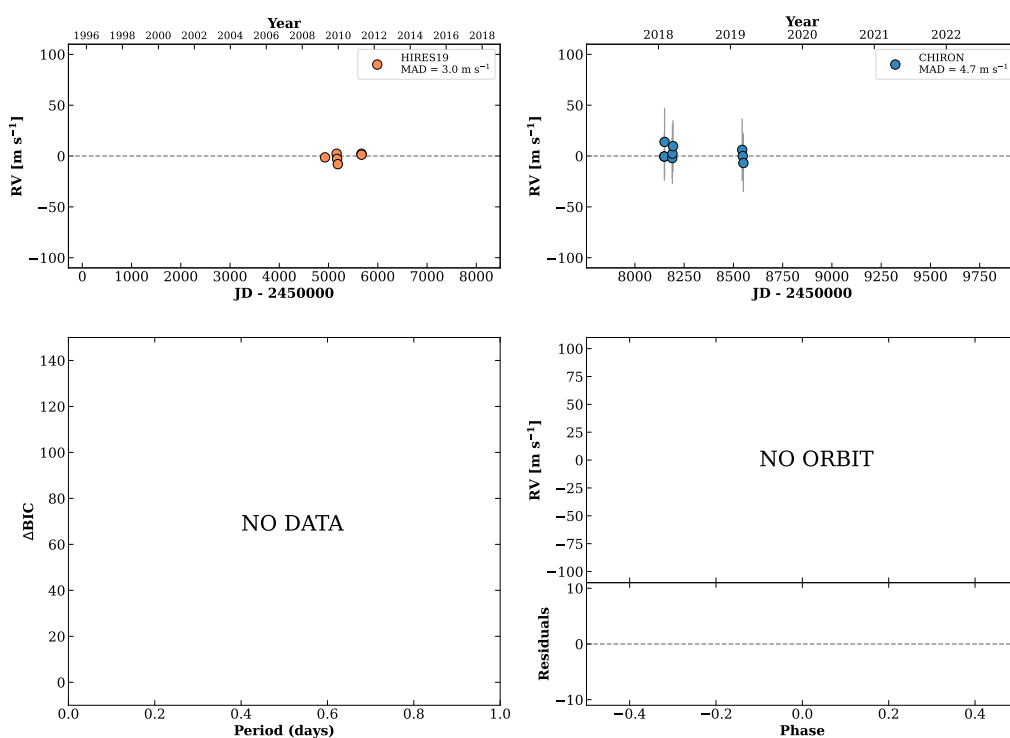 Year
1996 1998 2000 2002 2004 2006 2008 2010 2012 2014 2016 2018
HIRES19
MAD = 3.0 m s⁻¹
RV [m s⁻¹]
100
50
0
−50
−100
0 1000 2000 3000 4000 5000 6000 7000 8000
JD - 2450000
Year
2018 2019 2020 2021 2022
CHIRON
MAD = 4.7 m s⁻¹
RV [m s⁻¹]
100
50
0
−50
−100
8000 8250 8500 8750 9000 9250 9500 9750
JD - 2450000
ΔBIC
140
120
100
80
60
40
20
0
NO DATA
0.0 0.2 0.4 0.6 0.8 1.0
Period (days)
RV [m s⁻¹]
100
75
50
25
0
−25
−50
−75
−100
NO ORBIT
Residuals
10
0
−10
−0.4 −0.2 0.0 0.2 0.4
Phase